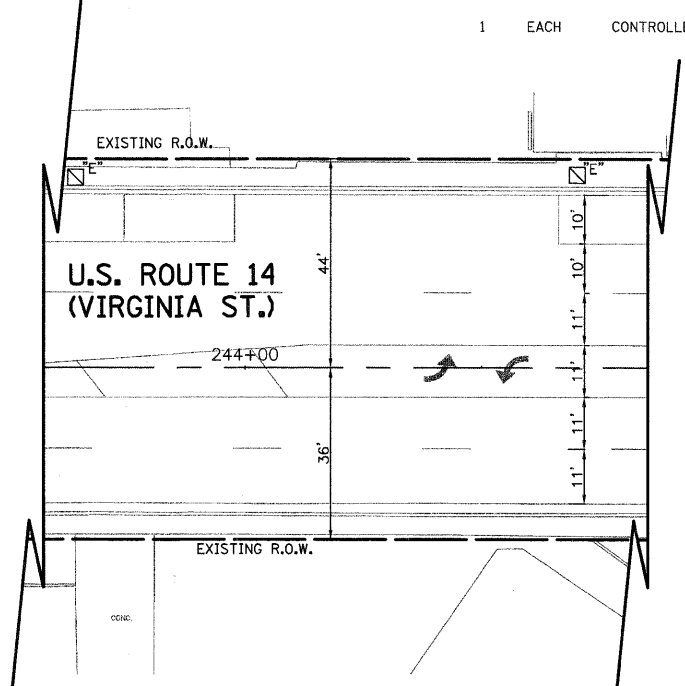 1 EACH CONTROLLE
EXISTING R.O.W.
"E"
"E"
10'
44'
10'
U.S. ROUTE 14
(VIRGINIA ST.)
11'
244+00
11'
11'
36'
11'
EXISTING R.O.W.
CONC.